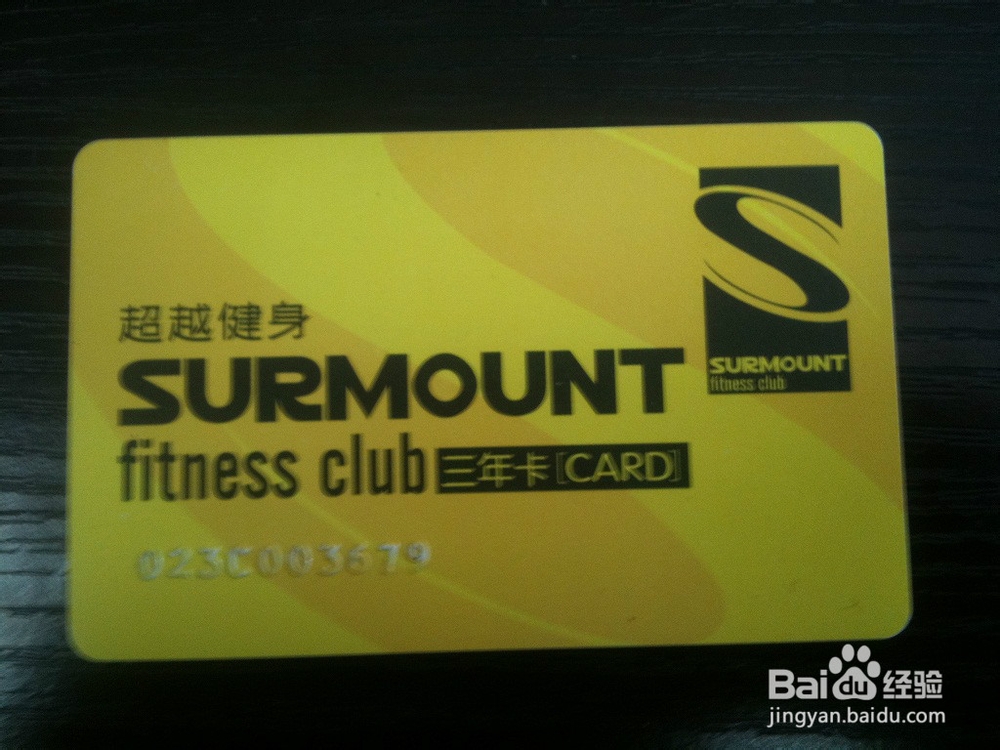 超越健身
SURMOUNT
fitness club 三年卡[CARD]
023C003679
S
SURMOUNT
fitness club
Baidu经验
jingyan.baidu.com